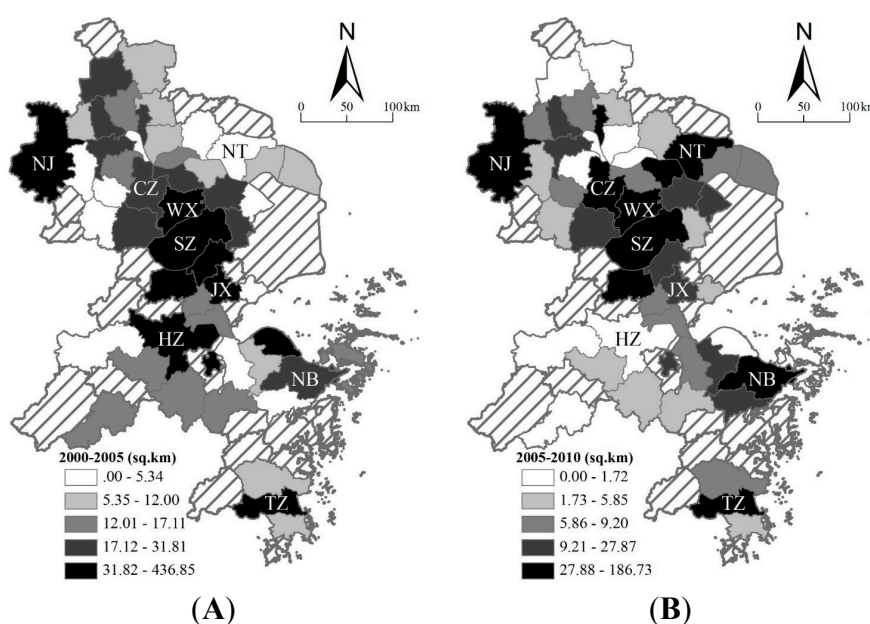 N
0 50 100km
NJ
NT
CZ
WX
SZ
JX
HZ
NB
TZ
2000-2005 (sq.km)
.00 - 5.34
5.35 - 12.00
12.01 - 17.11
17.12 - 31.81
31.82 - 436.85
(A)
N
0 50 100km
NJ
NT
CZ
WX
SZ
JX
HZ
NB
TZ
2005-2010 (sq.km)
0.00 - 1.72
1.73 - 5.85
5.86 - 9.20
9.21 - 27.87
27.88 - 186.73
(B)